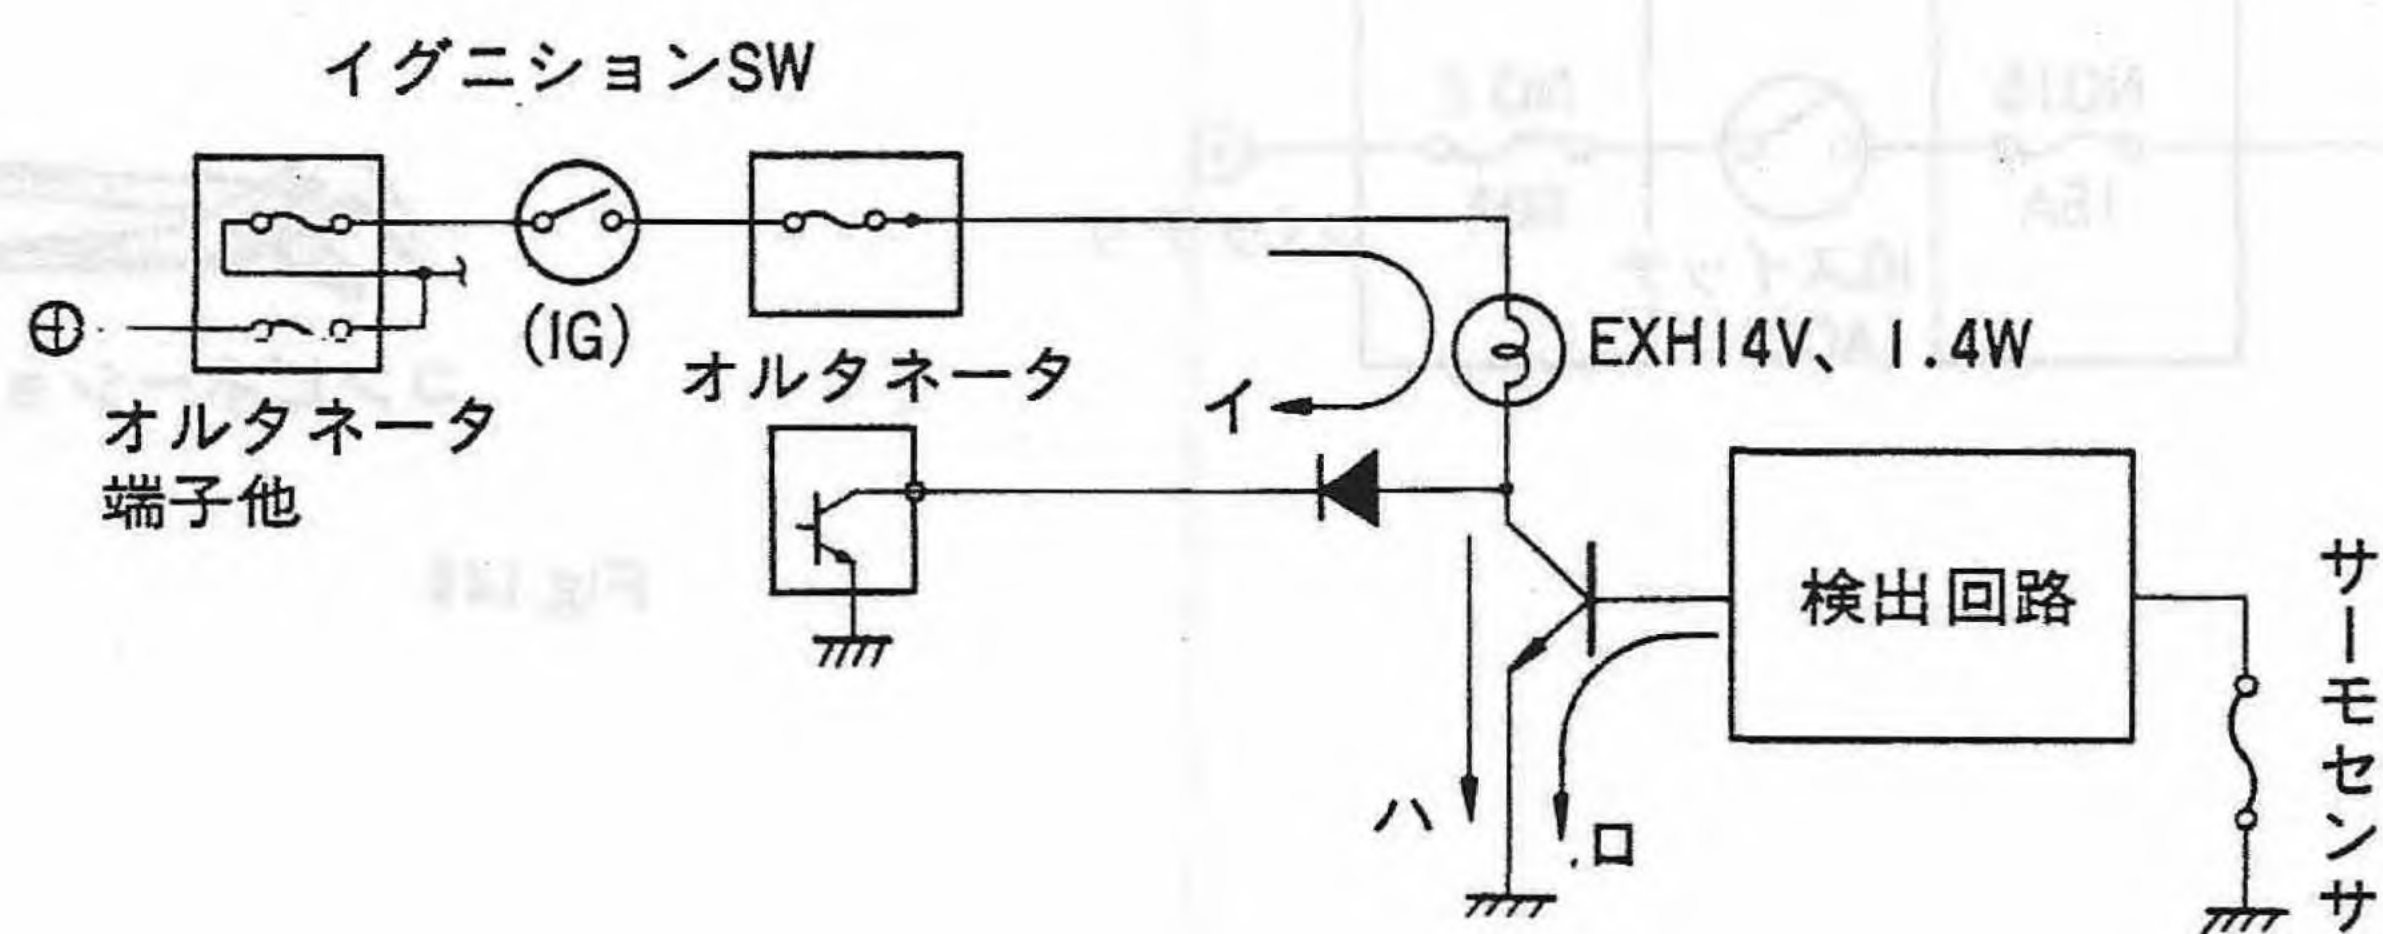 イグニションSW
⊕
(IG)
オルタネータ
端子他
オルタネータ
EXH14V、1.4W
イ
検出回路
サーモセンサ
ハ
ロ